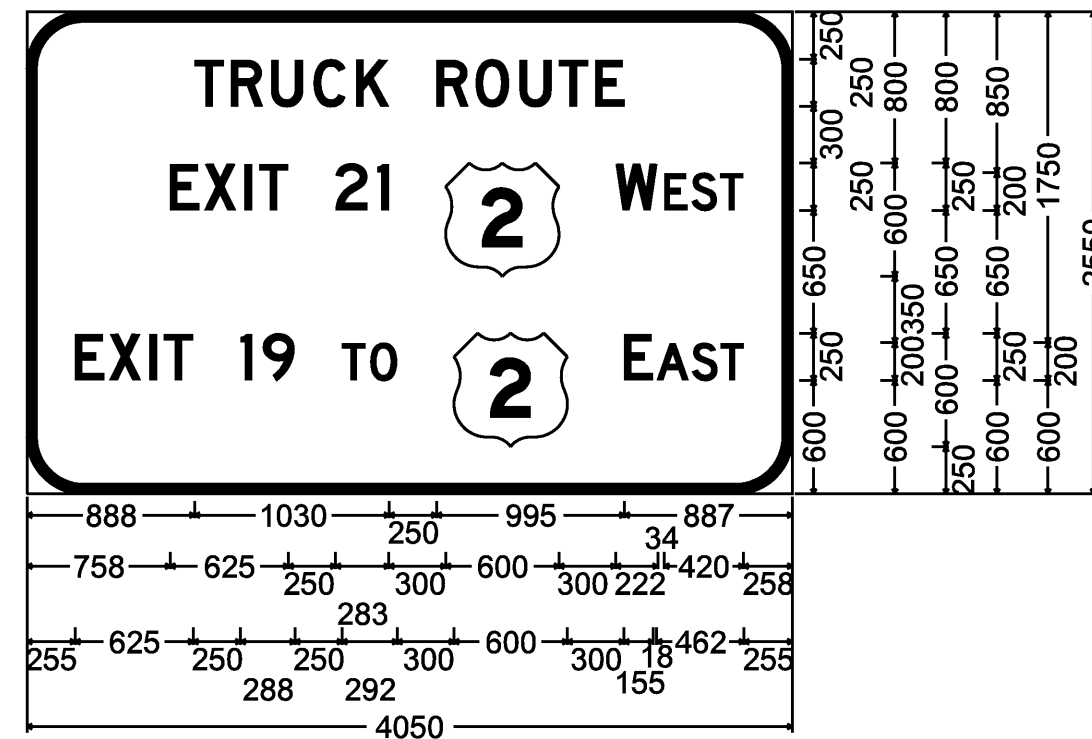 TRUCK ROUTE
EXIT 21 2 WEST
EXIT 19 TO 2 EAST
888 1030 250 995 887
758 625 250 283 300 600 300 222 34 420 258
255 625 250 288 250 292 300 600 300 155 18 462 255
4050
250 250 300 250 650 250 600
800 600 350 200 600
800 250 650 600 250
850 200 650 250 600
1750 200 600
2550